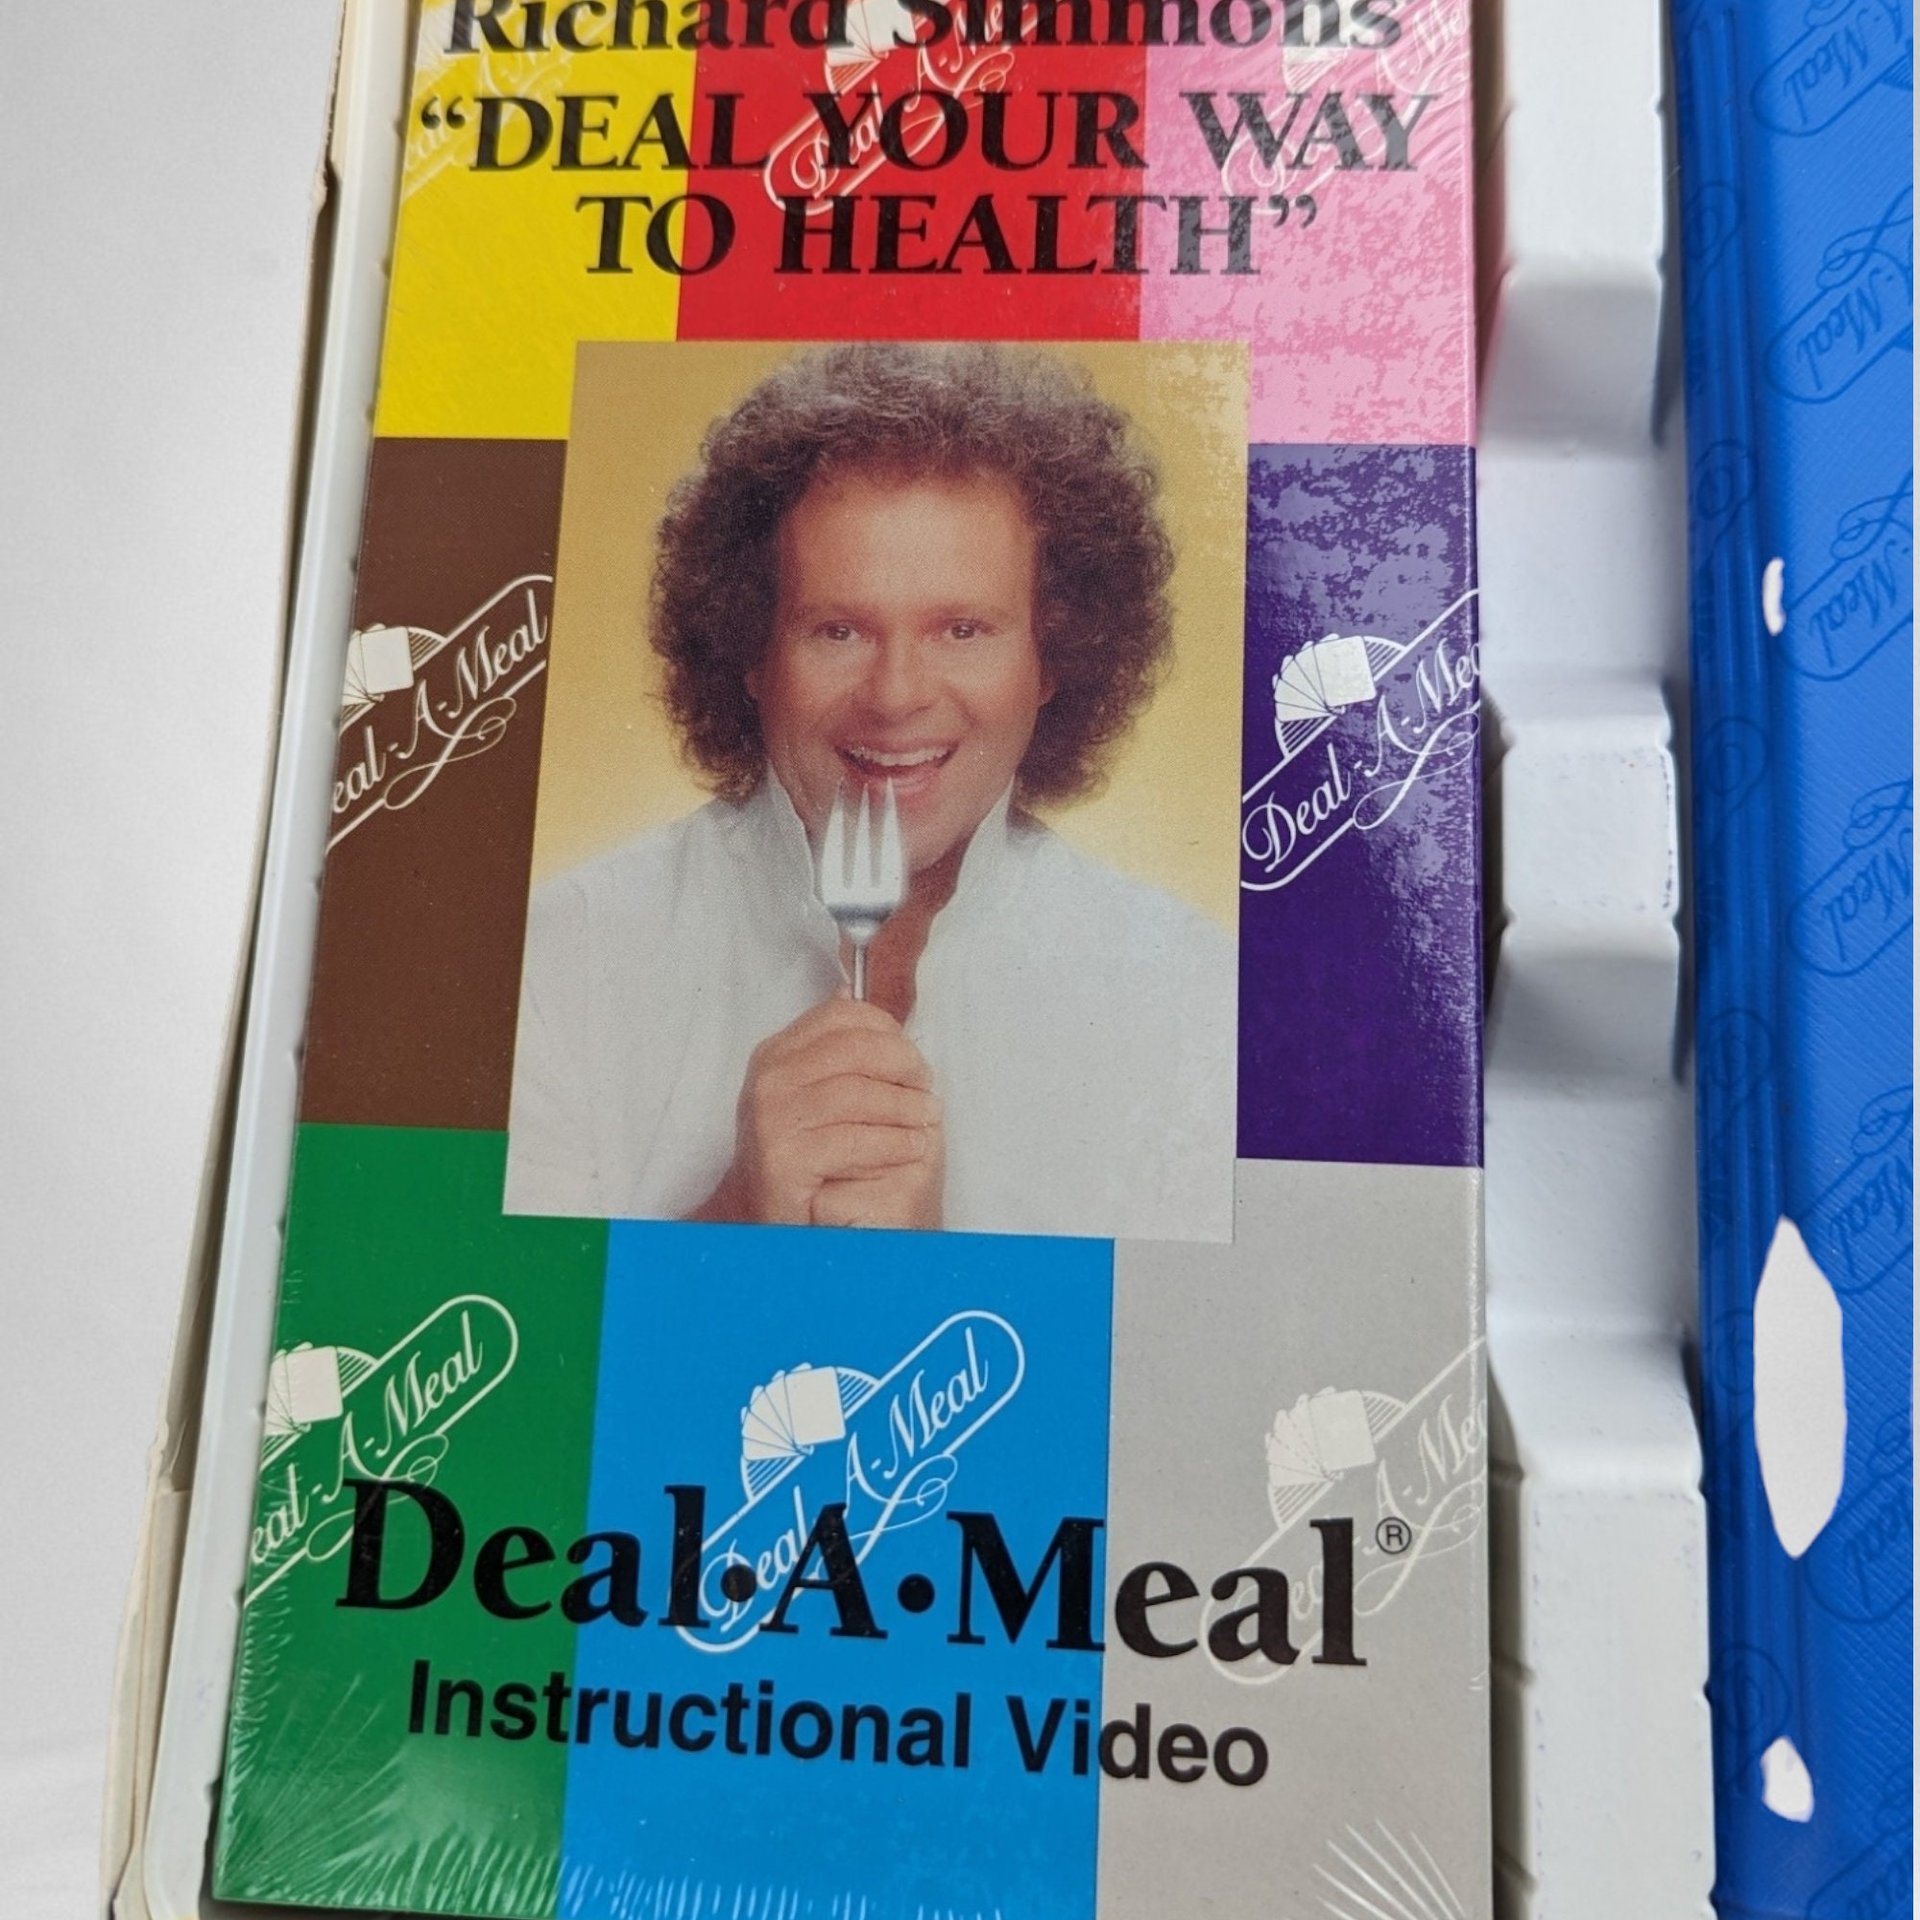 Richard Simmons
“DEAL YOUR WAY
TO HEALTH”
Deal-A-Meal
Deal-A-Meal
Deal-A-Meal
Deal-A-Meal
Deal•A•Meal®
Instructional Video